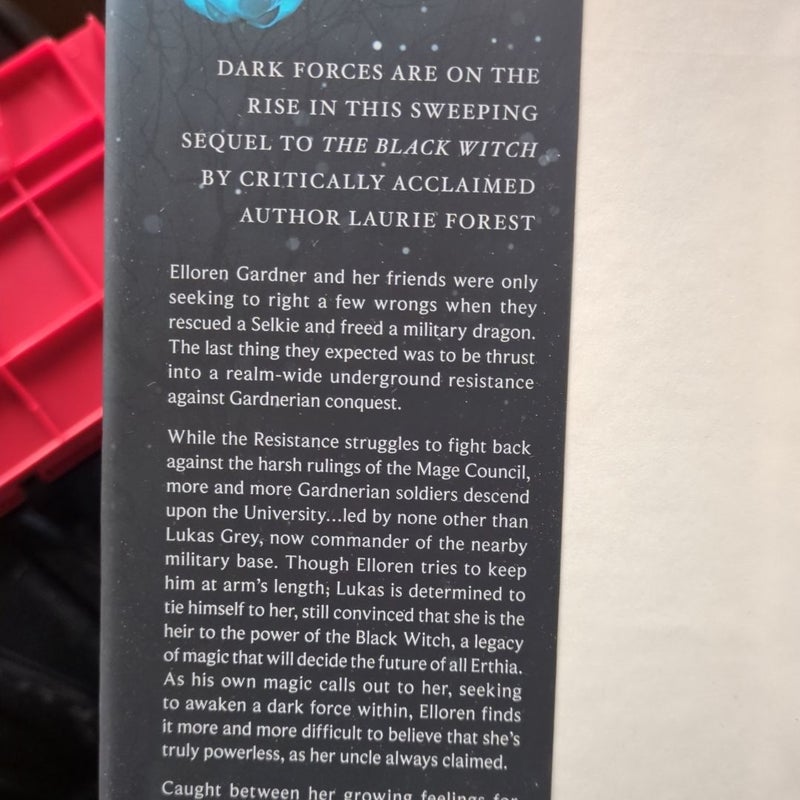 DARK FORCES ARE ON THE
RISE IN THIS SWEEPING
SEQUEL TO THE BLACK WITCH
BY CRITICALLY ACCLAIMED
AUTHOR LAURIE FOREST
Elloren Gardner and her friends were only
seeking to right a few wrongs when they
rescued a Selkie and freed a military dragon.
The last thing they expected was to be thrust
into a realm-wide underground resistance
against Gardnerian conquest.
While the Resistance struggles to fight back
against the harsh rulings of the Mage Council,
more and more Gardnerian soldiers descend
upon the University...led by none other than
Lukas Grey, now commander of the nearby
military base. Though Elloren tries to keep
him at arm's length; Lukas is determined to
tie himself to her, still convinced that she is the
heir to the power of the Black Witch, a legacy
of magic that will decide the future of all Erthia.
As his own magic calls out to her, seeking
to awaken a dark force within, Elloren finds
it more and more difficult to believe that she's
truly powerless, as her uncle always claimed.
Caught between her growing feelings for